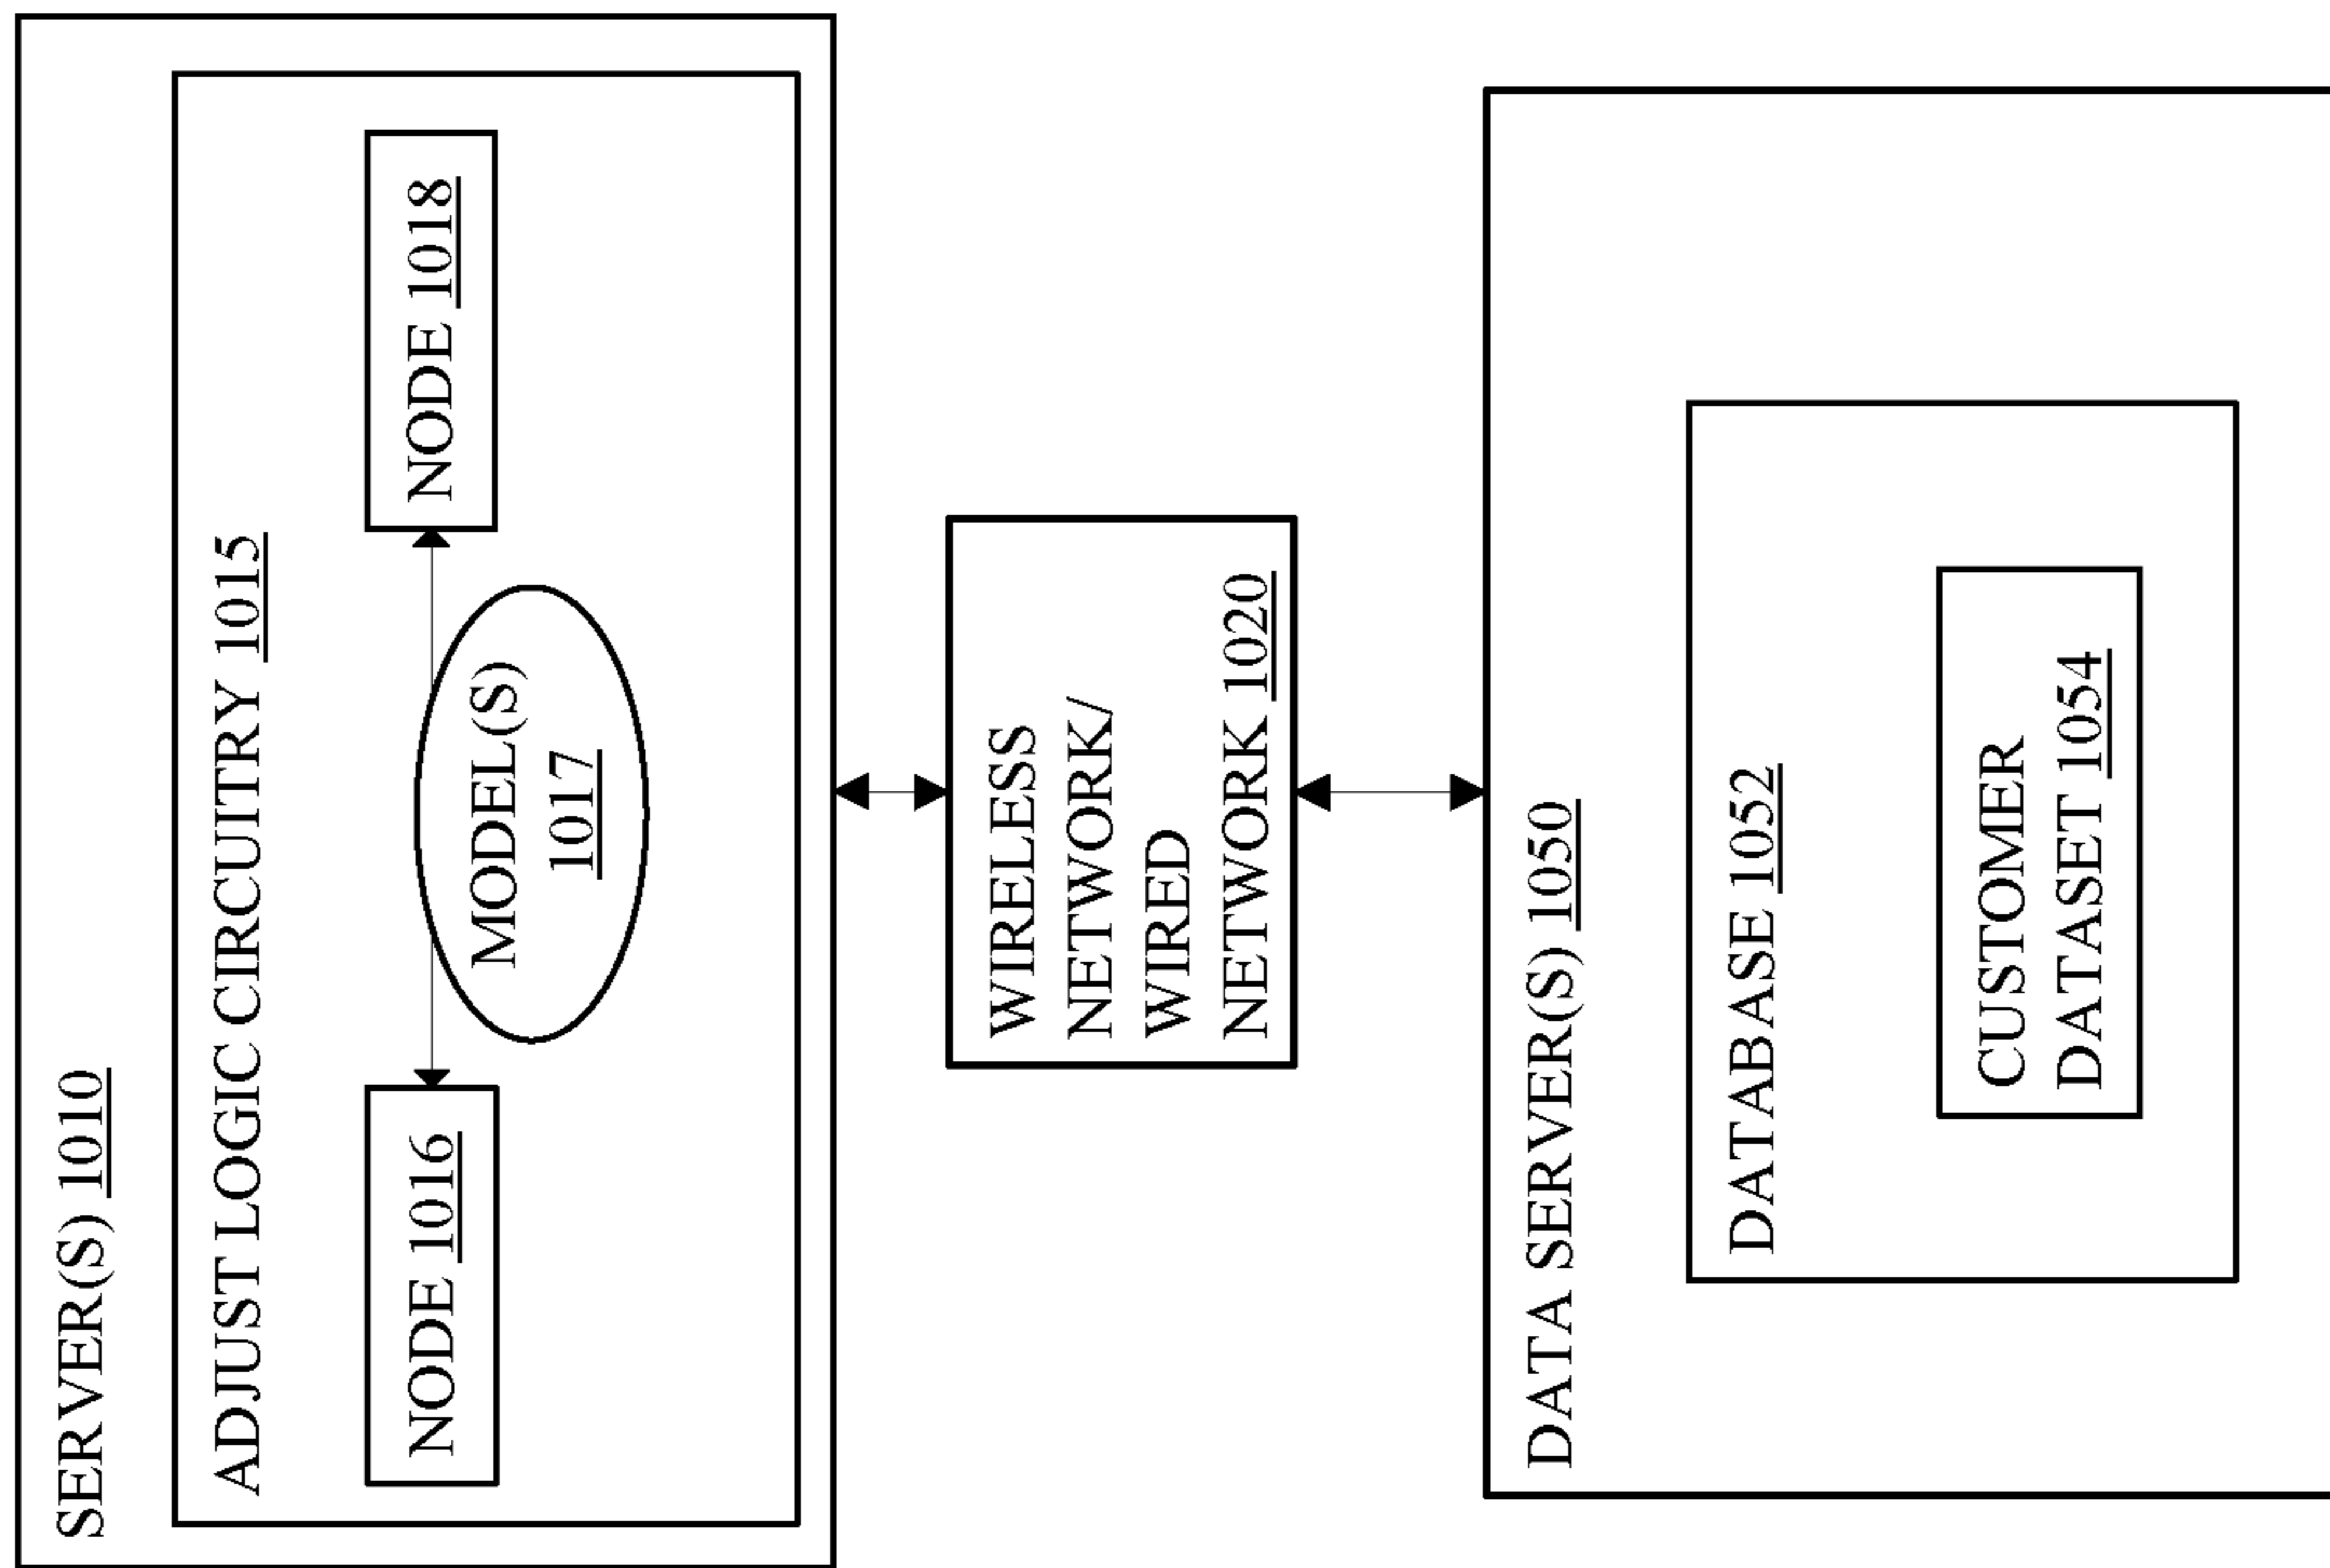 SERVER(S) 1010
ADJUST LOGIC CIRCUITRY 1015
NODE 1016
MODEL(S)
1017
NODE 1018
WIRELESS
NETWORK/
WIRED
NETWORK 1020
DATA SERVER(S) 1050
DATABASE 1052
CUSTOMER
DATASET 1054